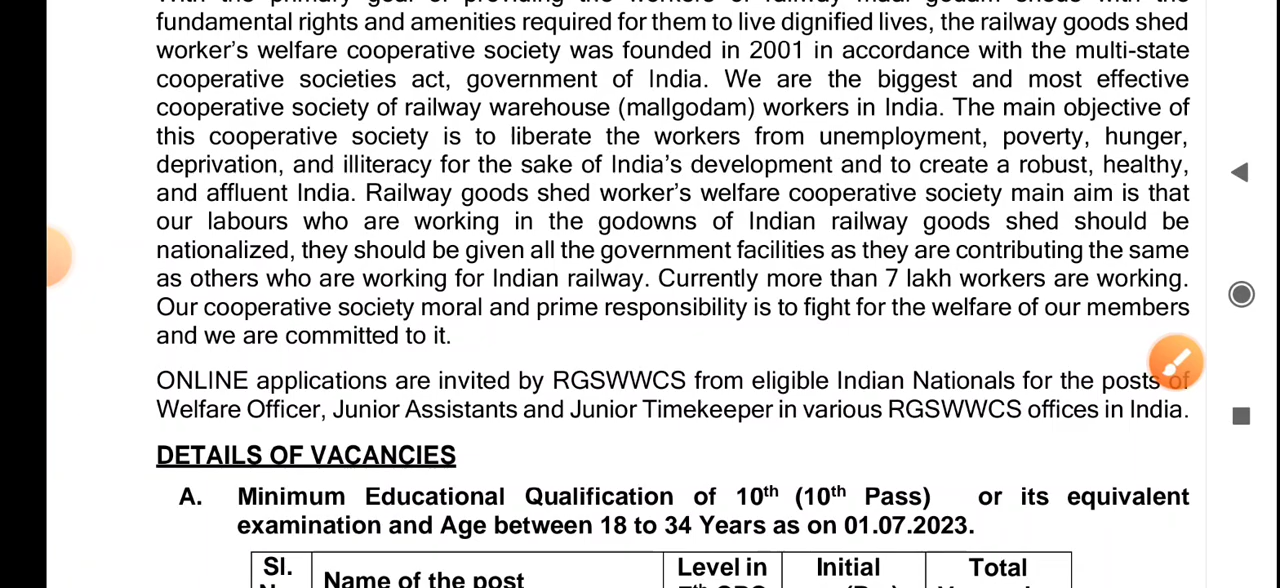 fundamental rights and amenities required for them to live dignified lives, the railway goods shed
worker's welfare cooperative society was founded in 2001 in accordance with the multi-state
cooperative societies act, government of India. We are the biggest and most effective
cooperative society of railway warehouse (mallgodam) workers in India. The main objective of
this cooperative society is to liberate the workers from unemployment, poverty, hunger,
deprivation, and illiteracy for the sake of India's development and to create a robust, healthy,
and affluent India. Railway goods shed worker's welfare cooperative society main aim is that
our labours who are working in the godowns of Indian railway goods shed should be
nationalized, they should be given all the government facilities as they are contributing the same
as others who are working for Indian railway. Currently more than 7 lakh workers are working.
Our cooperative society moral and prime responsibility is to fight for the welfare of our members
and we are committed to it.
ONLINE applications are invited by RGSWWCS from eligible Indian Nationals for the posts of
Welfare Officer, Junior Assistants and Junior Timekeeper in various RGSWWCS offices in India.
DETAILS OF VACANCIES
A. Minimum Educational Qualification of 10th (10th Pass) or its equivalent
examination and Age between 18 to 34 Years as on 01.07.2023.
Sl. Level in Initial Total
Name of the post